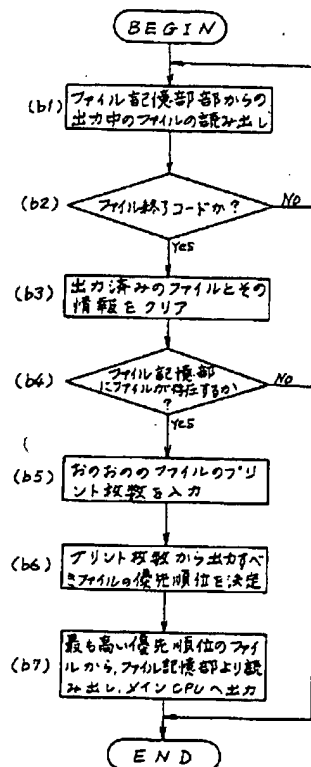 BEGIN
(b1)
ファイル記憶部部からの
出力中のファイルの読み出し
(b2)
ファイル終了コードか?
No
Yes
(b3)
出力済みのファイルとその
情報をクリア
(b4)
ファイル記憶部
にファイルが存在するか
?
No
Yes
(b5)
おのおののファイルのプリ
ント枚数を入力
(b6)
プリント枚数から出力すべ
きファイルの優先順位を決定
(b7)
最も高い優先順位のファイ
ルから,ファイル記憶部より読
み出し,メインCPUへ出力
END